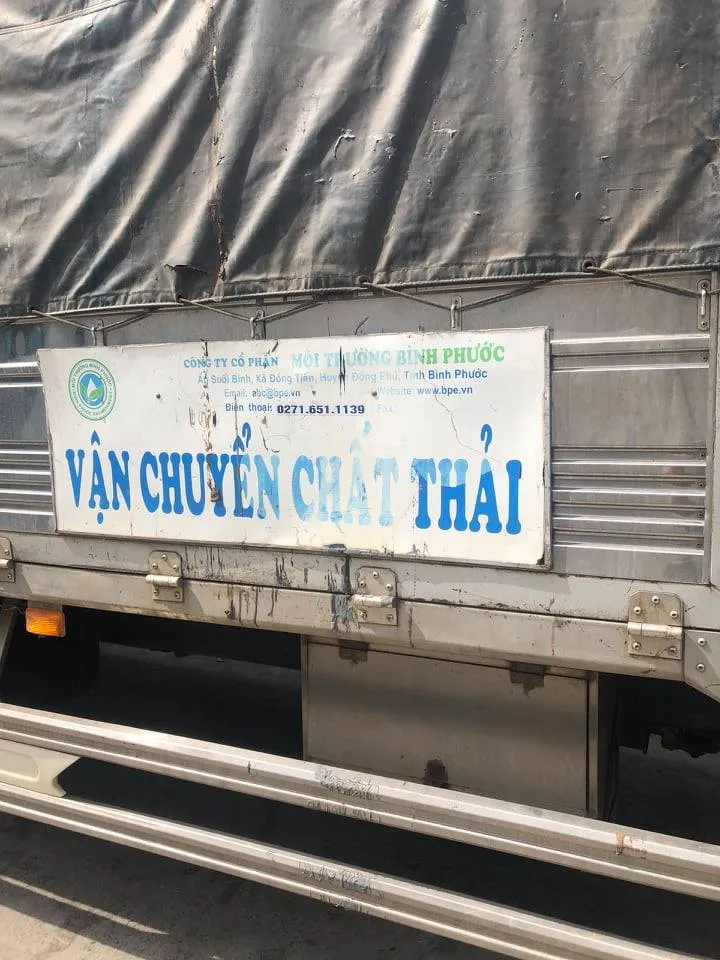 CÔNG TY CỔ PHẦN MÔI TRƯỜNG BÌNH PHƯỚC
Ấp Suối Binh, Xã Đồng Tiến, Huyện Đồng Phú, Tỉnh Bình Phước
Email: abc@bpe.vn Website: www.bpe.vn
Điện thoại: 0271.651.1139 Fax:
VẬN CHUYỂN CHẤT THẢI